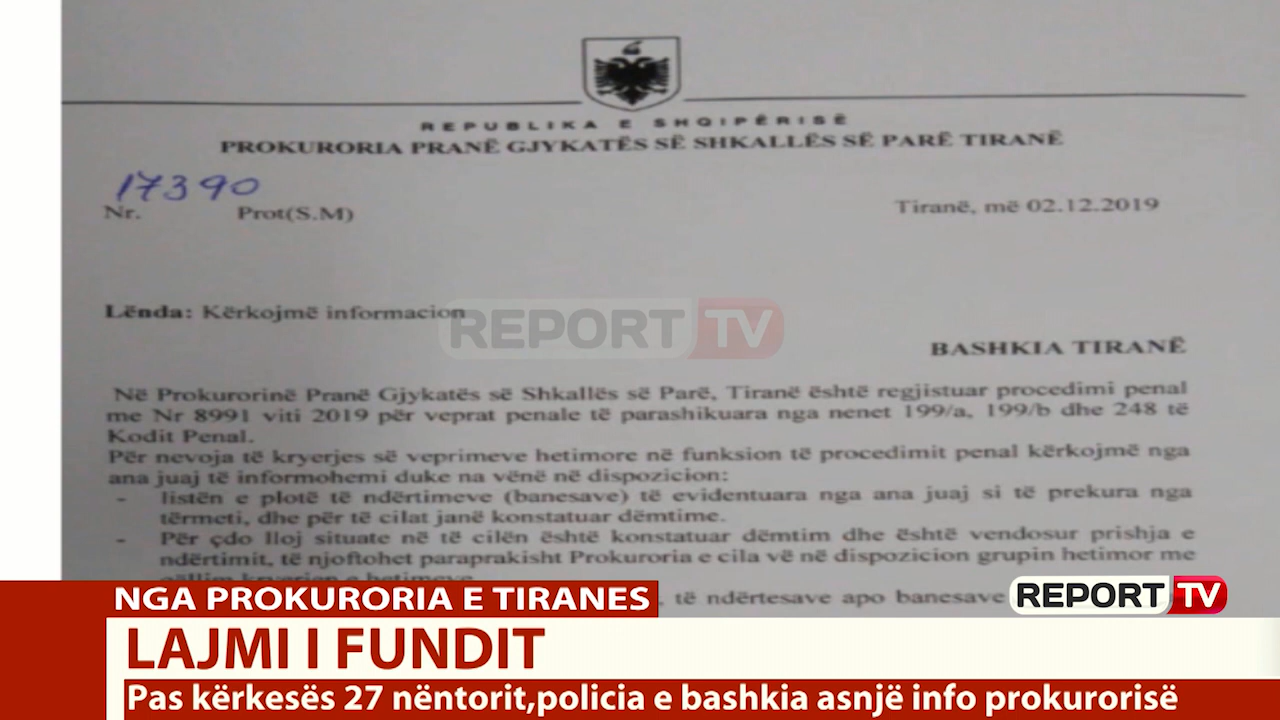 REPUBLIKA E SHQIPËRISË
PROKURORIA PRANË GJYKATËS SË SHKALLËS SË PARË TIRANË
17390
Nr. Prot(S.M) Tiranë, më 02.12.2019
Lënda: Kërkojmë informacion
REPORT TV
BASHKIA TIRANË
Në Prokurorinë Pranë Gjykatës së Shkallës së Parë, Tiranë është regjistuar procedimi penal
me Nr 8991 viti 2019 për veprat penale të parashikuara nga nenet 199/a, 199/b dhe 248 të
Kodit Penal.
Për nevoja të kryerjes së veprimeve hetimore në funksion të procedimit penal kërkojmë nga
ana juaj të informohemi duke na vënë në dispozicion:
- listën e plotë të ndërtimeve (banesave) të evidentuara nga ana juaj si të prekura nga
tërmeti, dhe për të cilat janë konstatuar dëmtime.
- Për çdo lloj situate në të cilën është konstatuar dëmtim dhe është vendosur prishja e
ndërtimit, të njoftohet paraprakisht Prokuroria e cila vë në dispozicion grupin hetimor me
qëllim kryerjen e hetimeve
, të ndërtesave apo banesave
NGA PROKURORIA E TIRANES
REPORT TV
LAJMI I FUNDIT
Pas kërkesës 27 nëntorit,policia e bashkia asnjë info prokurorisë